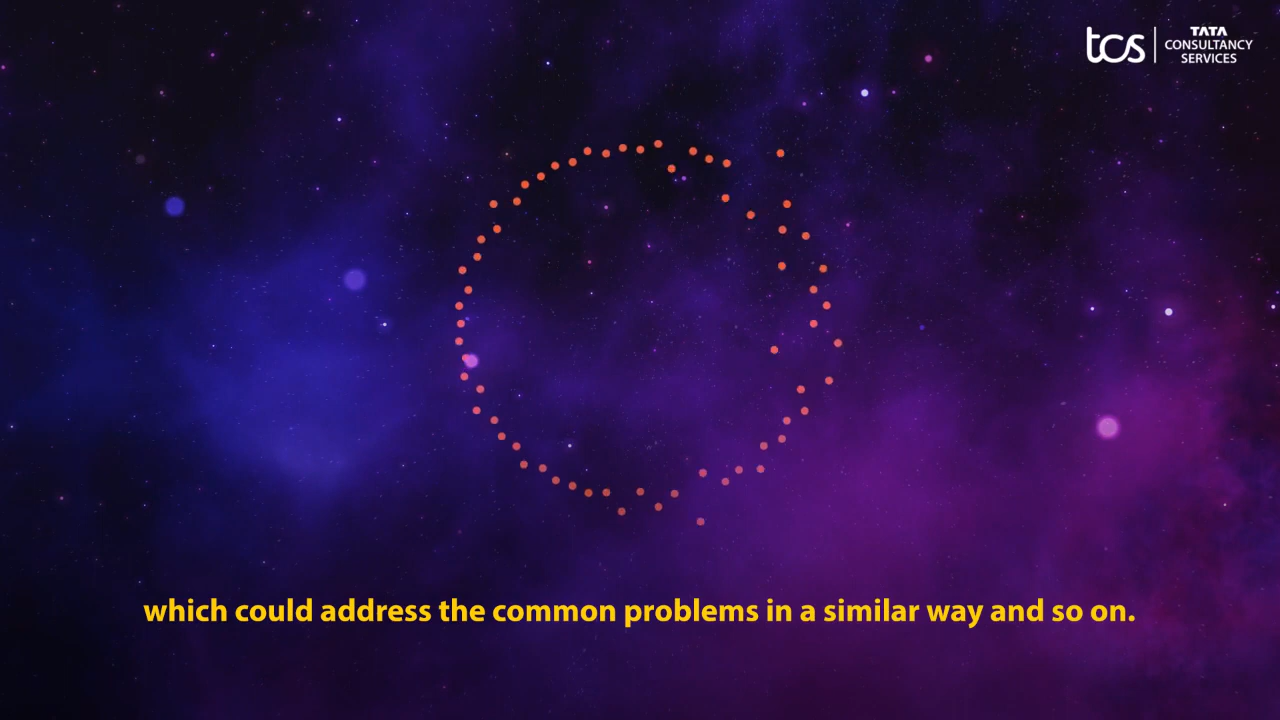 tcs
TATA
CONSULTANCY
SERVICES
which could address the common problems in a similar way and so on.